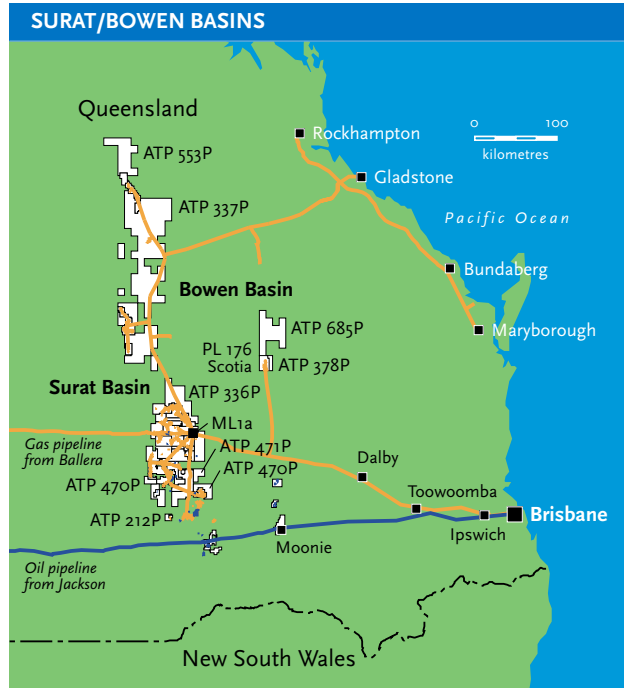 SURAT/BOWEN BASINS
Queensland
Rockhampton
0 100
kilometres
ATP 553P
Gladstone
ATP 337P
Pacific Ocean
Bundaberg
Bowen Basin
ATP 685P
Maryborough
PL 176
Scotia
ATP 378P
Surat Basin
ATP 336P
ML1a
Gas pipeline
from Ballera
ATP 471P
Dalby
ATP 470P
ATP 470P
Toowoomba
ATP 212P
Brisbane
Ipswich
Moonie
Oil pipeline
from Jackson
New South Wales